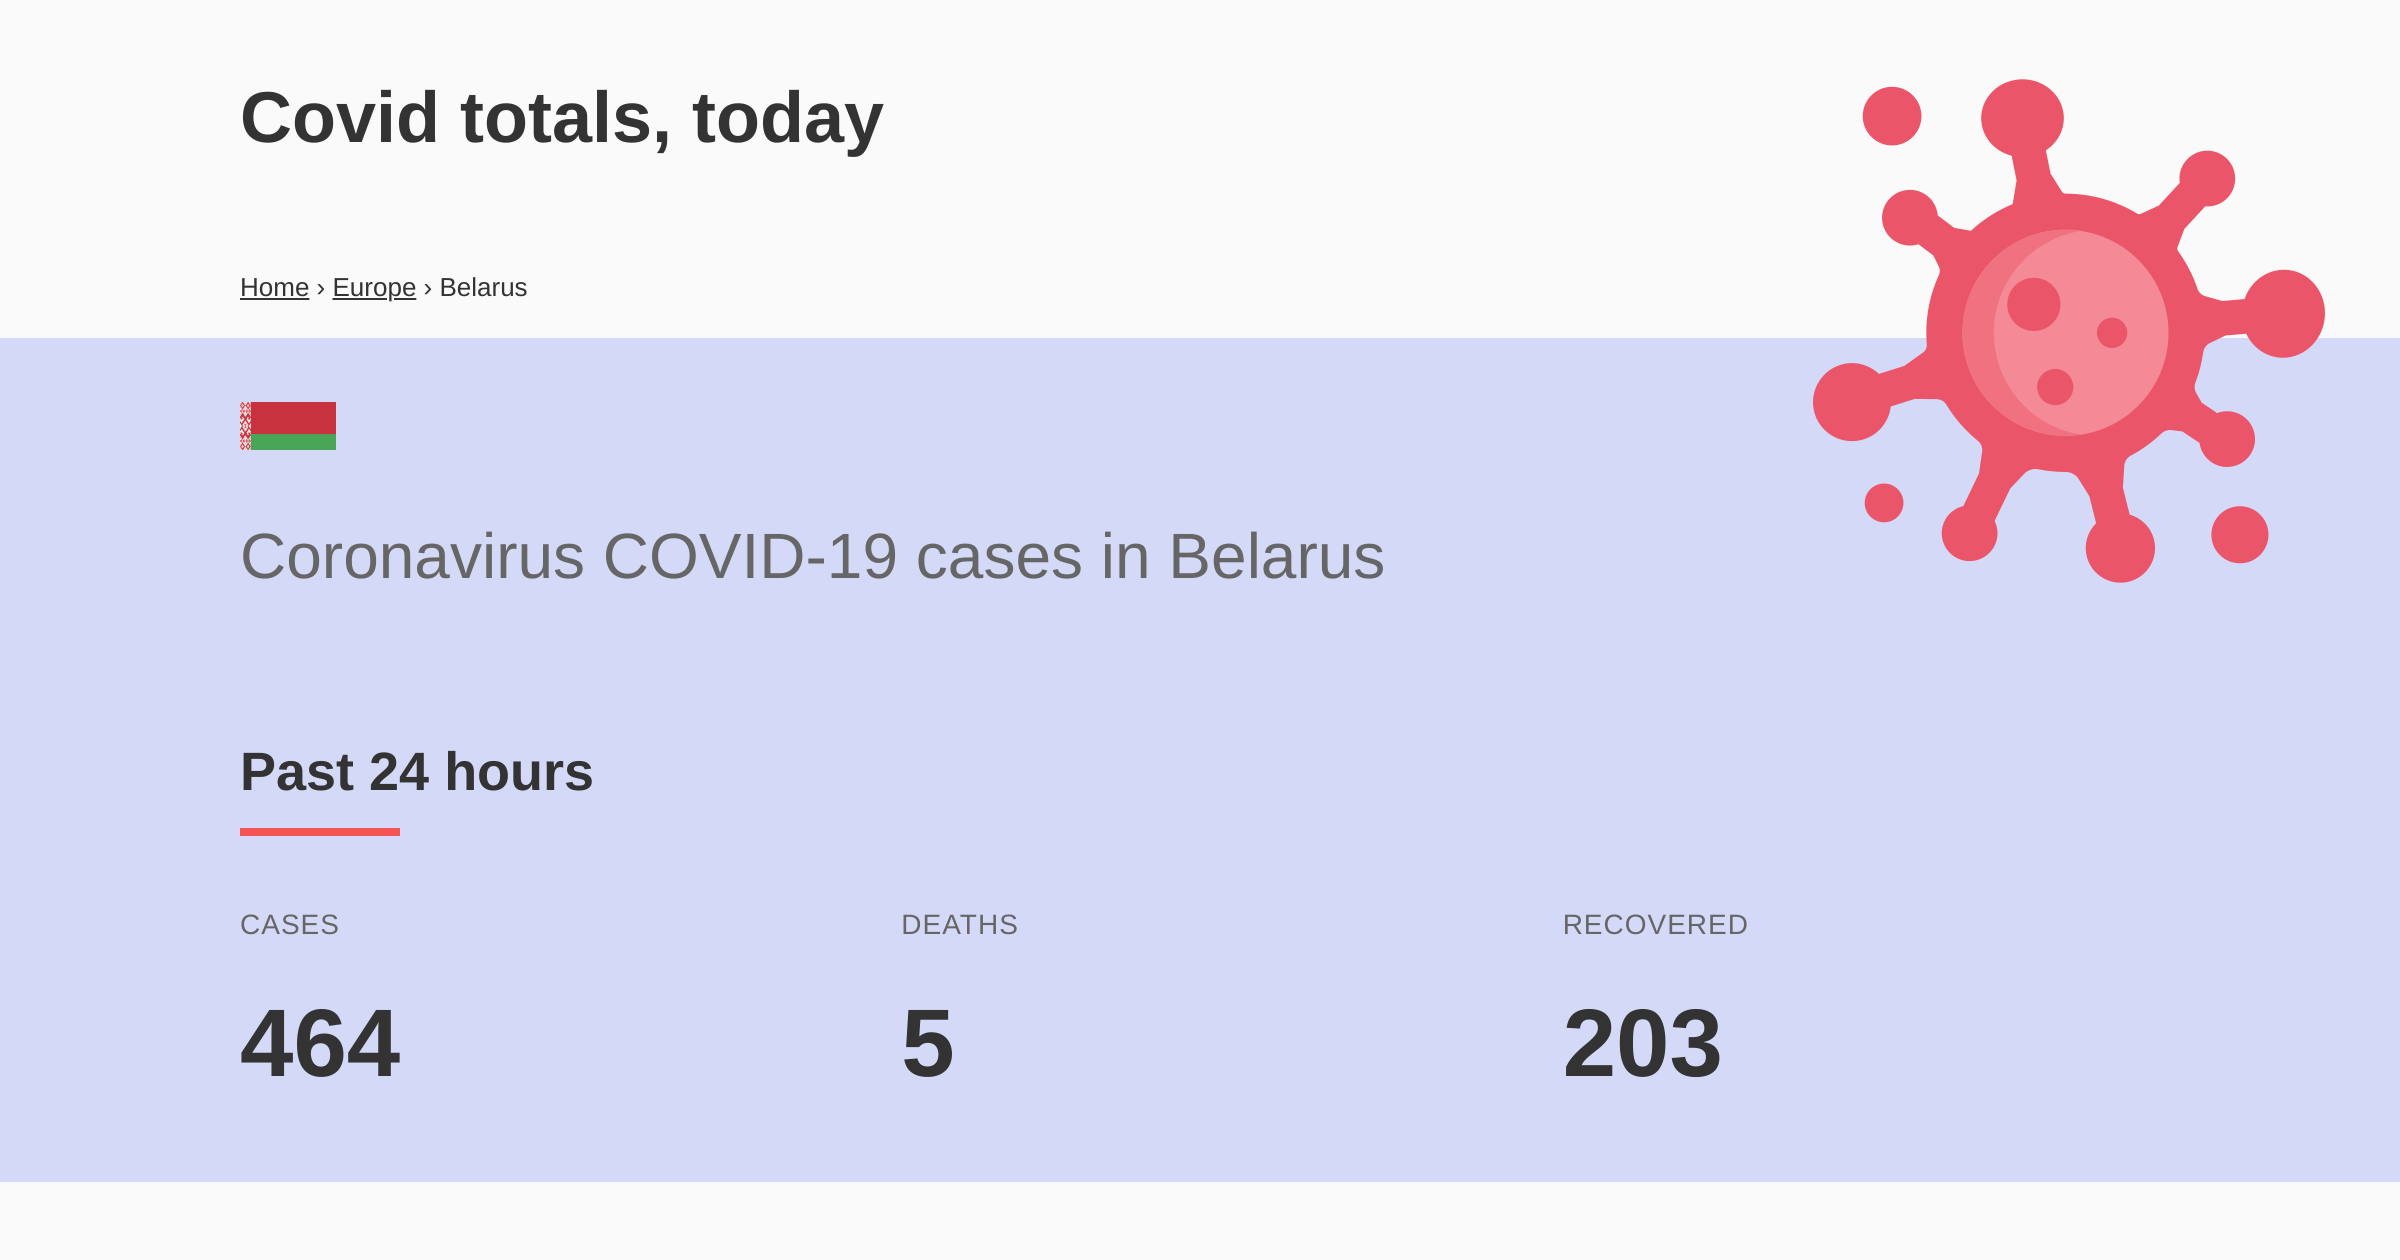 Covid totals, today
Home › Europe › Belarus
Coronavirus COVID-19 cases in Belarus
Past 24 hours
CASES DEATHS RECOVERED
464 5 203